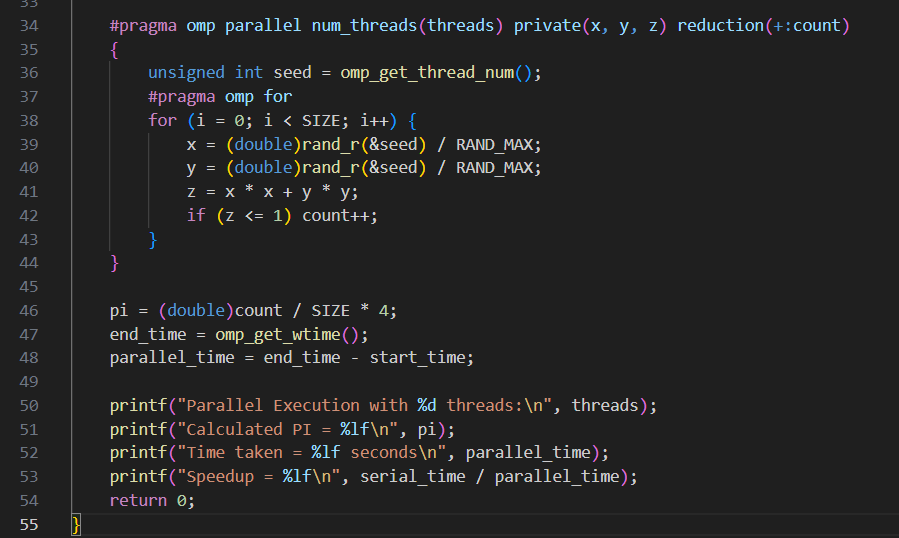 33
34 #pragma omp parallel num_threads(threads) private(x, y, z) reduction(+:count)
35 {
36 unsigned int seed = omp_get_thread_num();
37 #pragma omp for
38 for (i = 0; i < SIZE; i++) {
39 x = (double)rand_r(&seed) / RAND_MAX;
40 y = (double)rand_r(&seed) / RAND_MAX;
41 z = x * x + y * y;
42 if (z <= 1) count++;
43 }
44 }
45
46 pi = (double)count / SIZE * 4;
47 end_time = omp_get_wtime();
48 parallel_time = end_time - start_time;
49
50 printf("Parallel Execution with %d threads:\n", threads);
51 printf("Calculated PI = %lf\n", pi);
52 printf("Time taken = %lf seconds\n", parallel_time);
53 printf("Speedup = %lf\n", serial_time / parallel_time);
54 return 0;
55 }